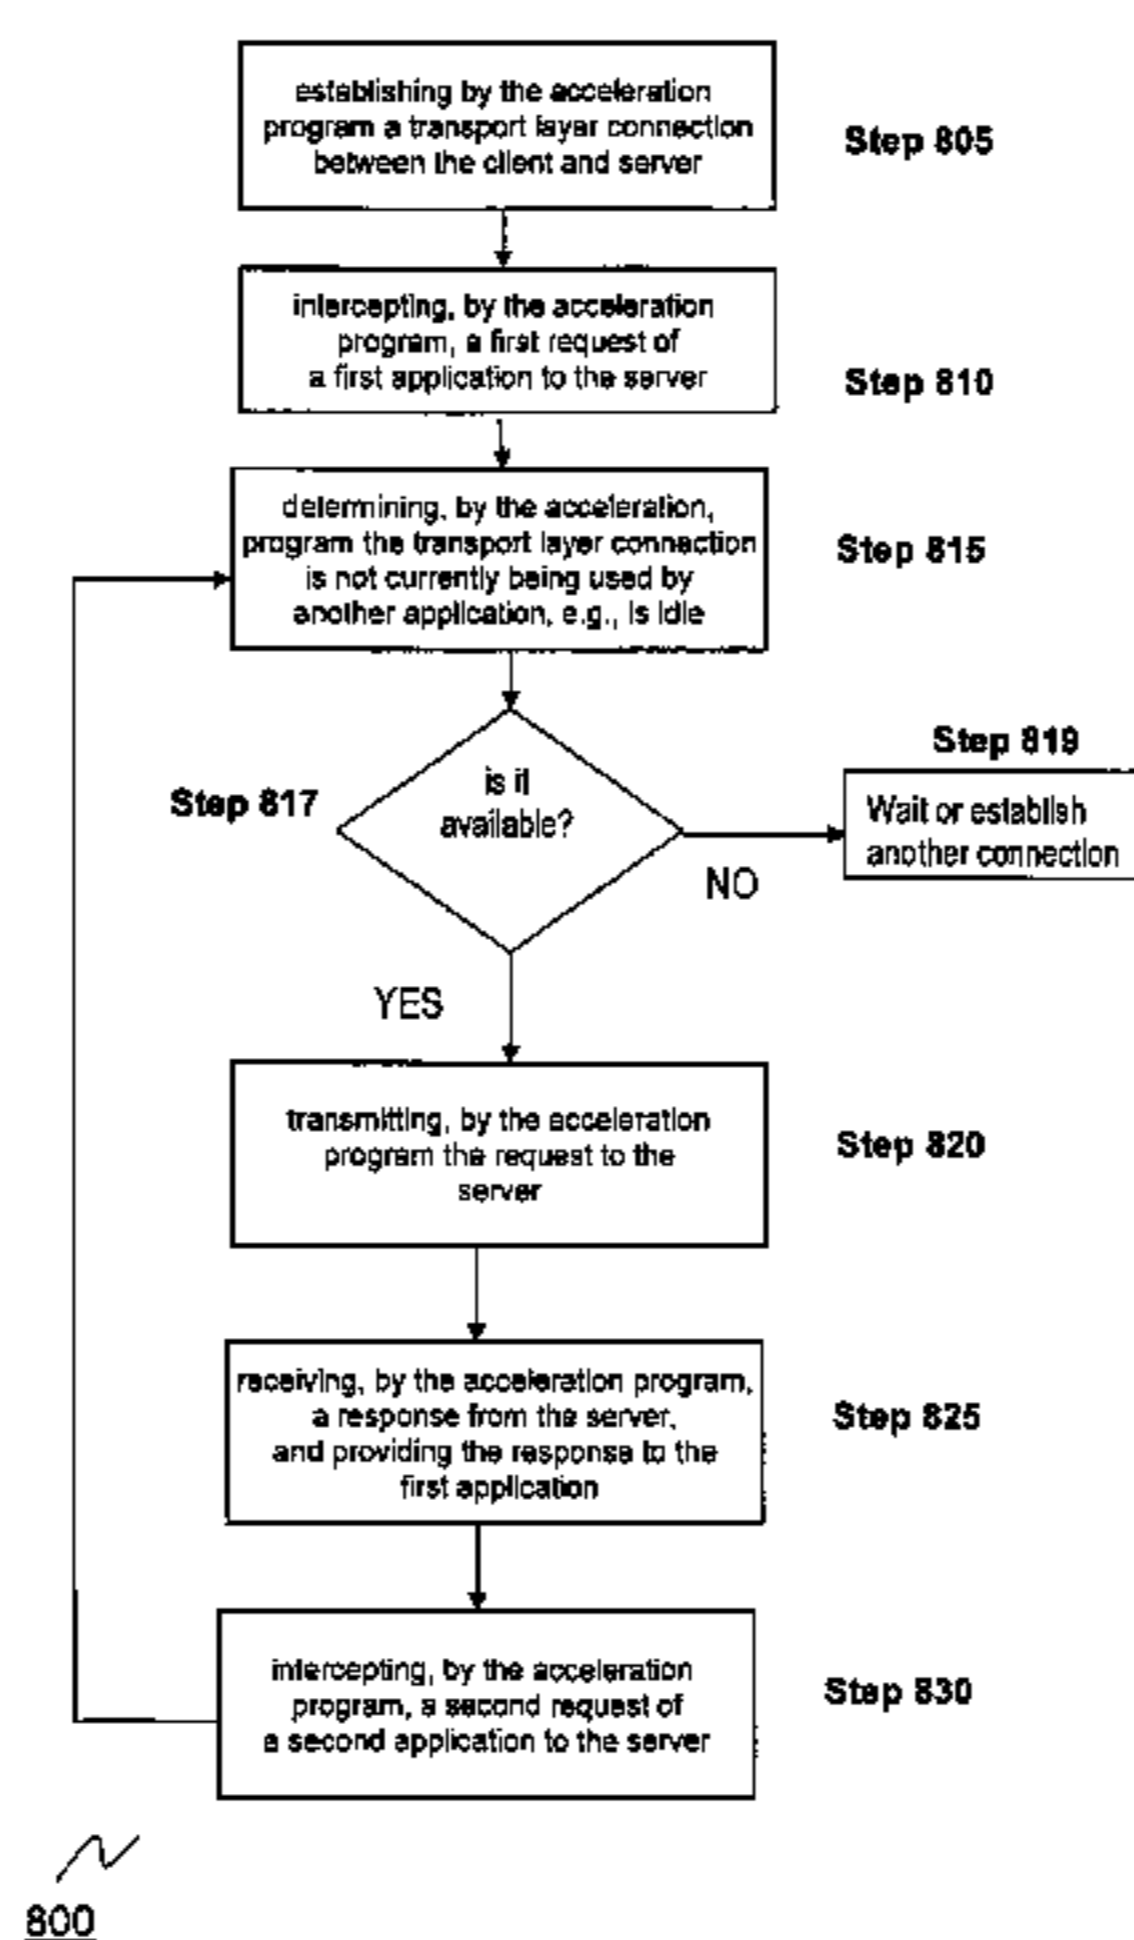 establishing by the acceleration
program a transport layer connection
between the client and server
Step 805
intercepting, by the acceleration
program, a first request of
a first application to the server
Step 810
determining, by the acceleration,
program the transport layer connection
is not currently being used by
another application, e.g., is idle
Step 815
is it
available?
Step 817
Step 819
Wait or establish
another connection
NO
YES
transmitting, by the acceleration
program the request to the
server
Step 820
receiving, by the acceleration program,
a response from the server,
and providing the response to the
first application
Step 825
intercepting, by the acceleration
program, a second request of
a second application to the server
Step 830
800